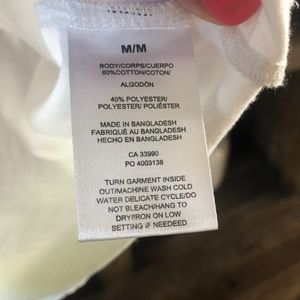 M/M
BODY/CORPS/CUERPO
60%COTTON/COTON/
ALGODÓN
40% POLYESTER/
POLYESTER/ POLIÉSTER
MADE IN BANGLADESH
FABRIQUÉ AU BANGLADESH
HECHO EN BANGLADESH
CA 33990
PO 4003138
TURN GARMENT INSIDE
OUT/MACHINE WASH COLD
WATER DELICATE CYCLE/DO
NOT BLEACH/HANG TO
DRY/IRON ON LOW
SETTING IF NEEDED